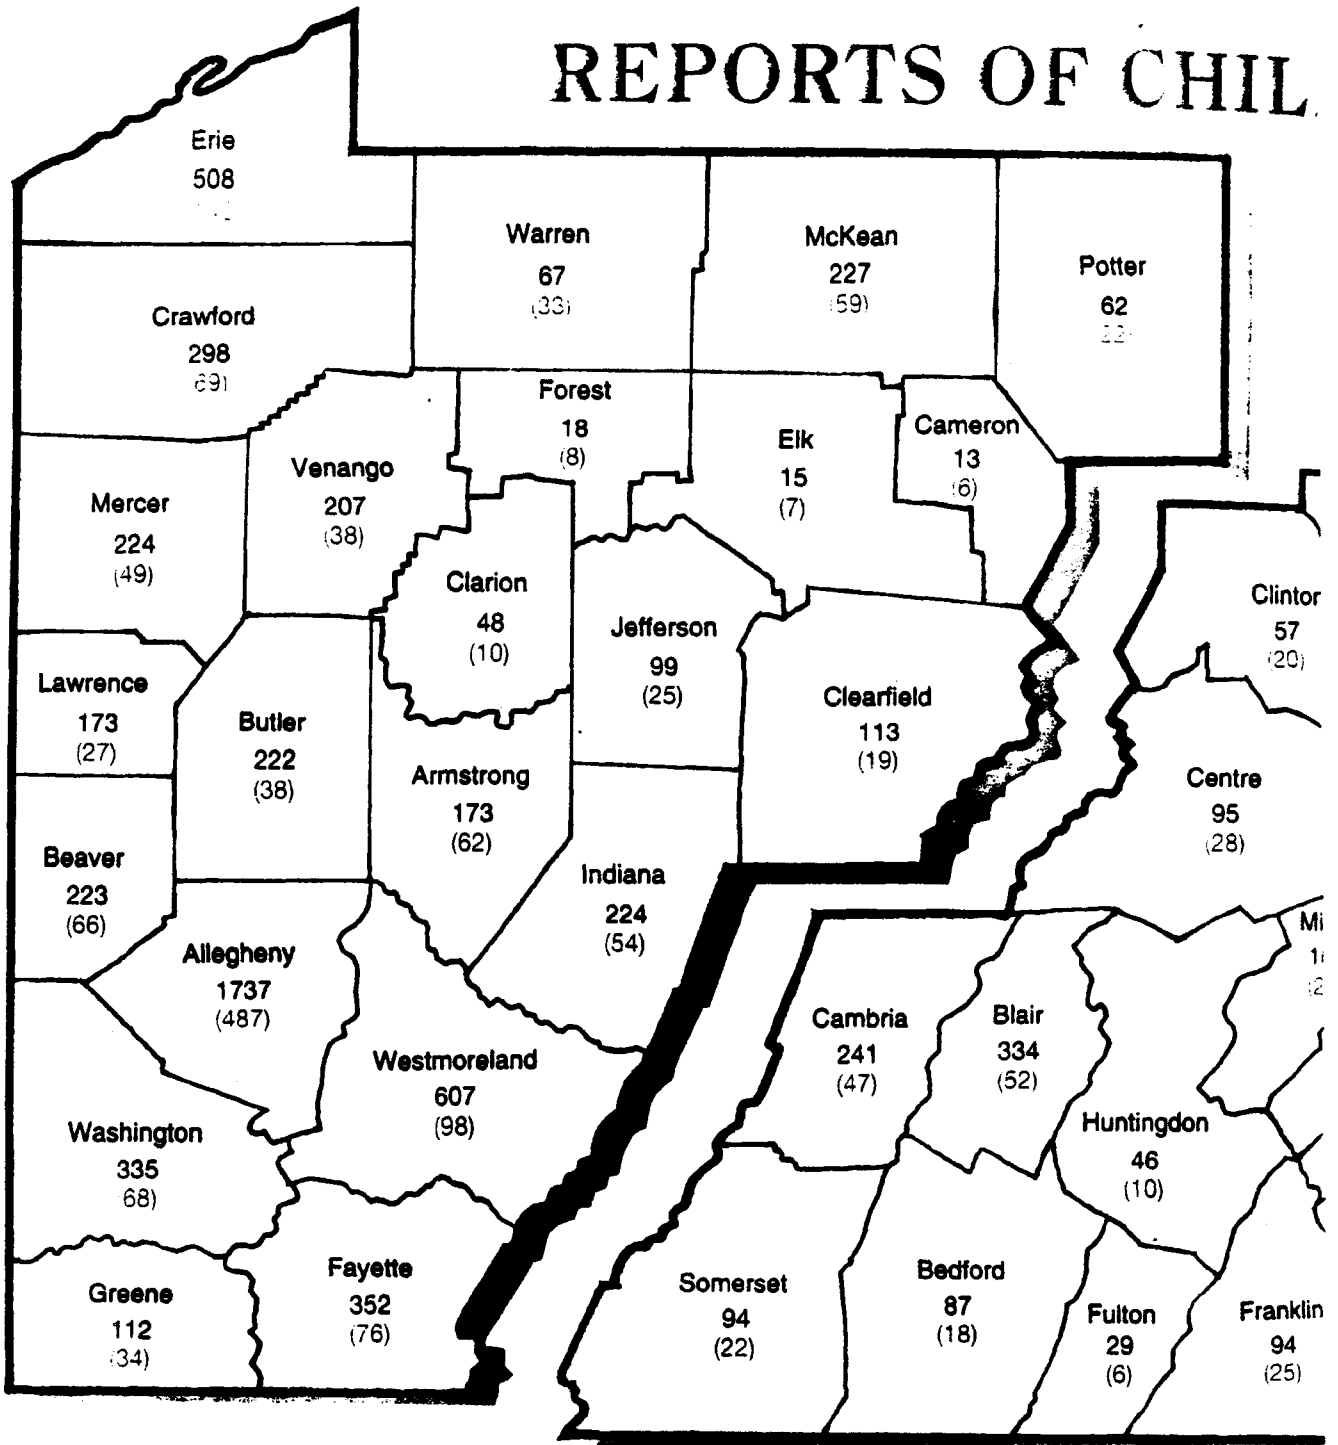 REPORTS OF CHIL
Erie
508
Warren
67
(33)
McKean
227
(59)
Potter
62
Crawford
298
69)
Forest
18
(8)
Elk
15
(7)
Cameron
13
(6)
Venango
207
(38)
Mercer
224
(49)
Clarion
48
(10)
Jefferson
99
(25)
Clearfield
113
(19)
Clinton
57
(20)
Lawrence
173
(27)
Butler
222
(38)
Armstrong
173
(62)
Centre
95
(28)
Beaver
223
(66)
Indiana
224
(54)
Allegheny
1737
(487)
Mi
Westmoreland
607
(98)
Cambria
241
(47)
Blair
334
(52)
Washington
335
68)
Huntingdon
46
(10)
Greene
112
(34)
Fayette
352
(76)
Somerset
94
(22)
Bedford
87
(18)
Fulton
29
(6)
Franklin
94
(25)